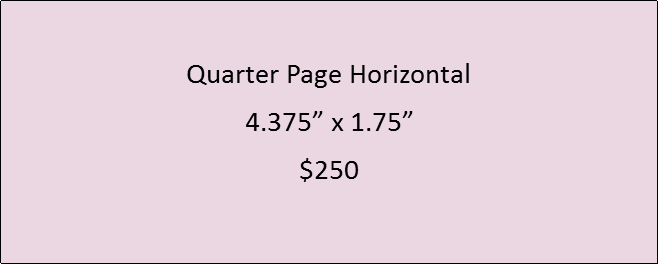 Quarter Page Horizontal
4.375” x 1.75”
$250